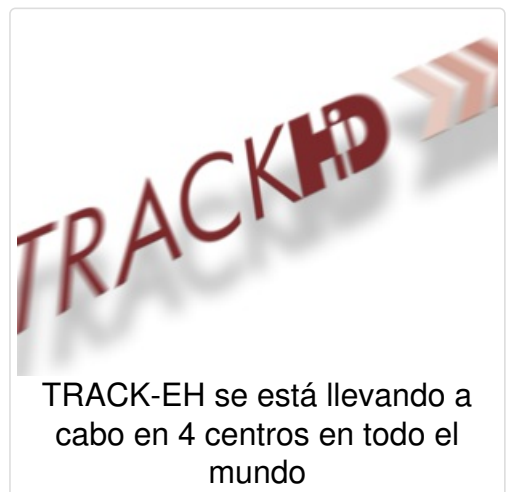 TRACKHD
TRACK-EH se está llevando a
cabo en 4 centros en todo el
mundo